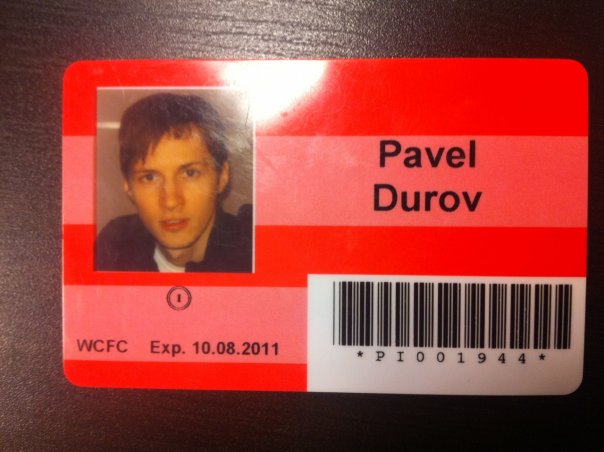 Pavel
Durov
I
WCFC Exp. 10.08.2011
*PI001944*